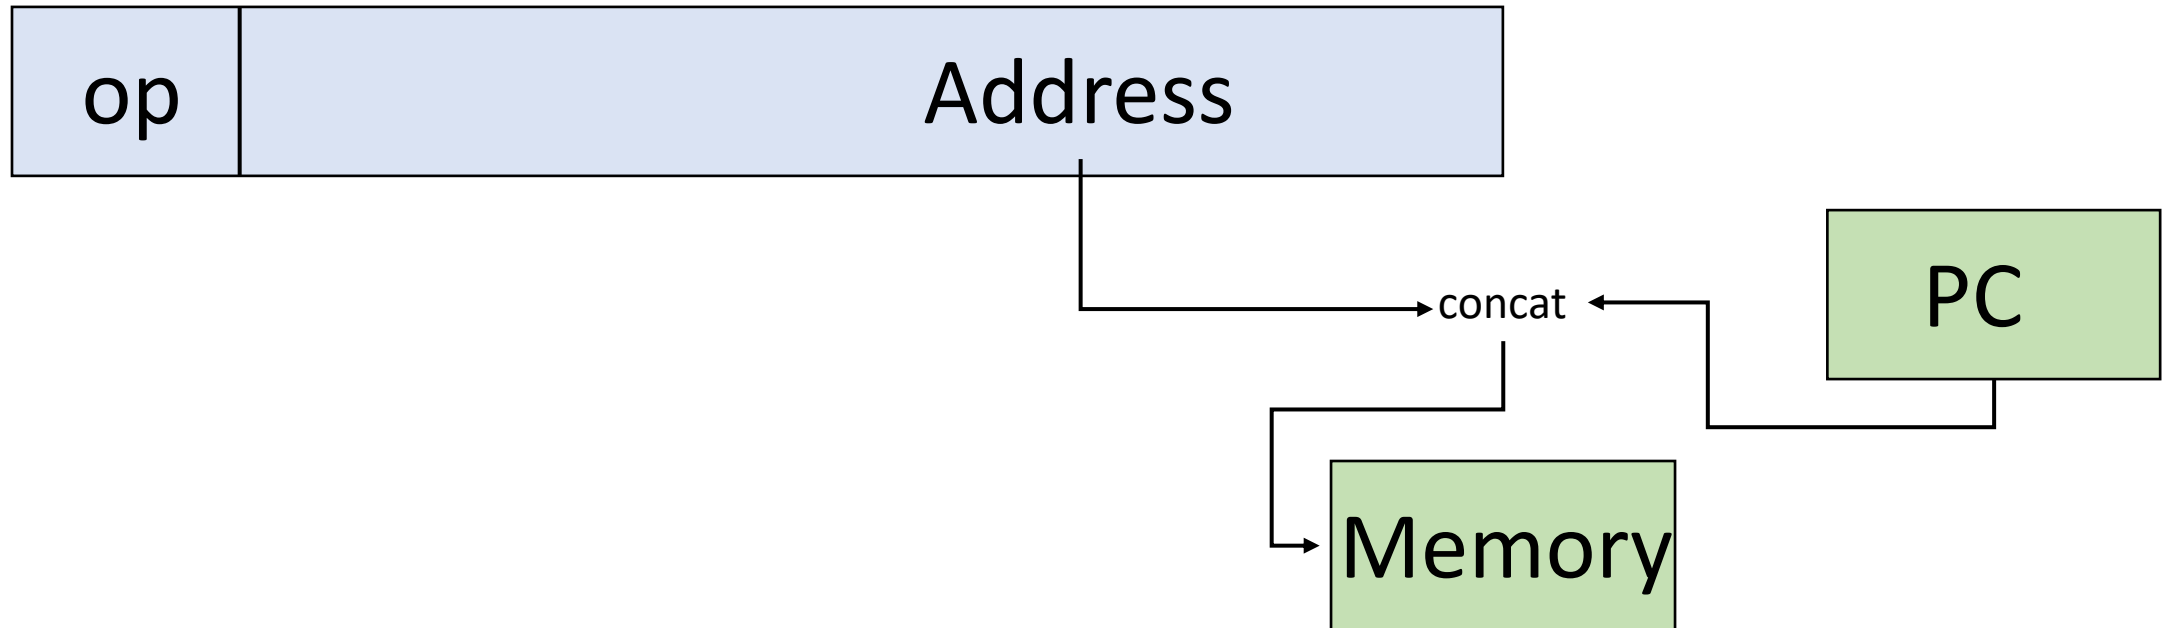 op
Address
concat
PC
Memory